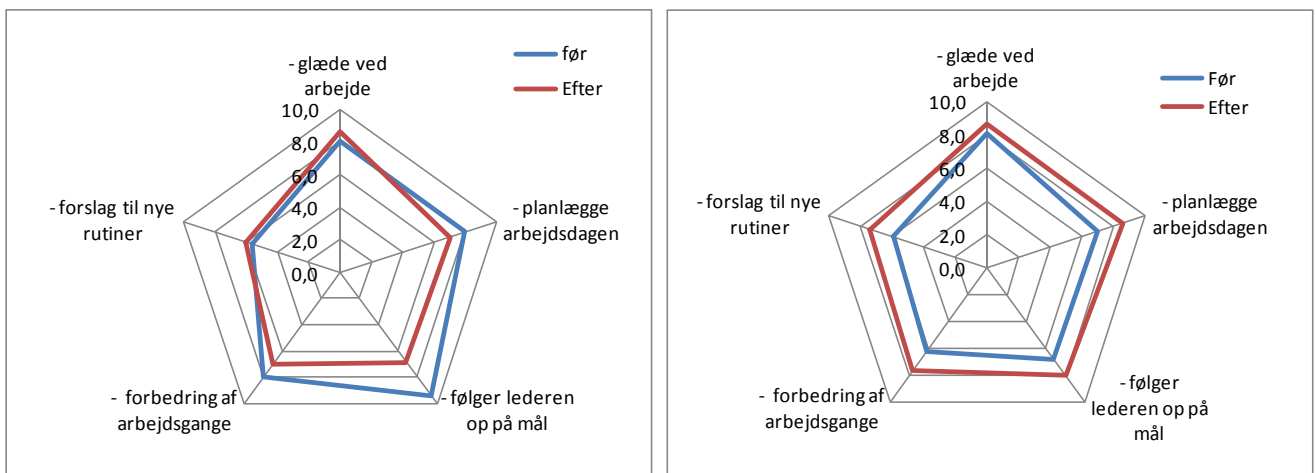 før
Efter
- glæde ved
arbejde
10,0
8,0
6,0
4,0
2,0
0,0
- planlægge
arbejdsdagen
- følger lederen
op på mål
- forbedring af
arbejdsgange
- forslag til nye
rutiner
Før
Efter
- glæde ved
arbejde
10,0
8,0
6,0
4,0
2,0
0,0
- planlægge
arbejdsdagen
- følger
lederen op på
mål
- forbedring af
arbejdsgange
- forslag til nye
rutiner